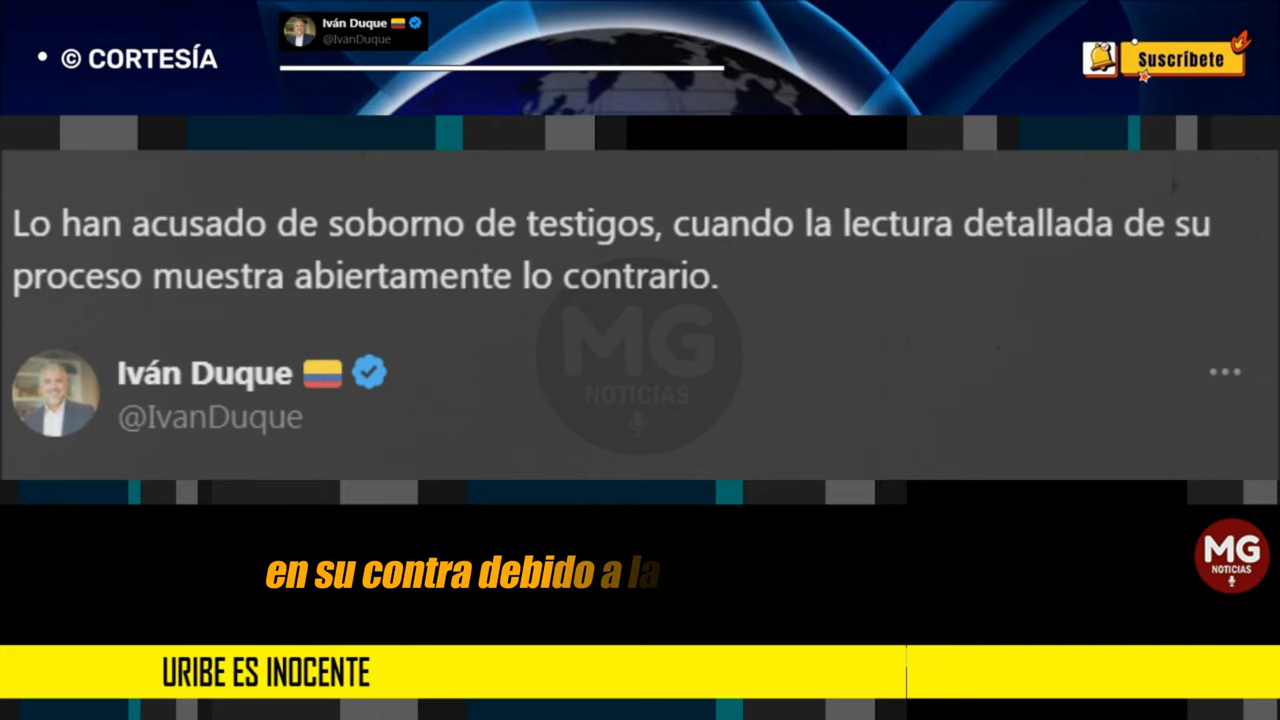 • © CORTESÍA
Iván Duque
@IvanDuque
Suscríbete
Lo han acusado de soborno de testigos, cuando la lectura detallada de su
proceso muestra abiertamente lo contrario.
Iván Duque
@IvanDuque
MG
NOTICIAS
en su contra debido a la
MG
NOTICIAS
URIBE ES INOCENTE